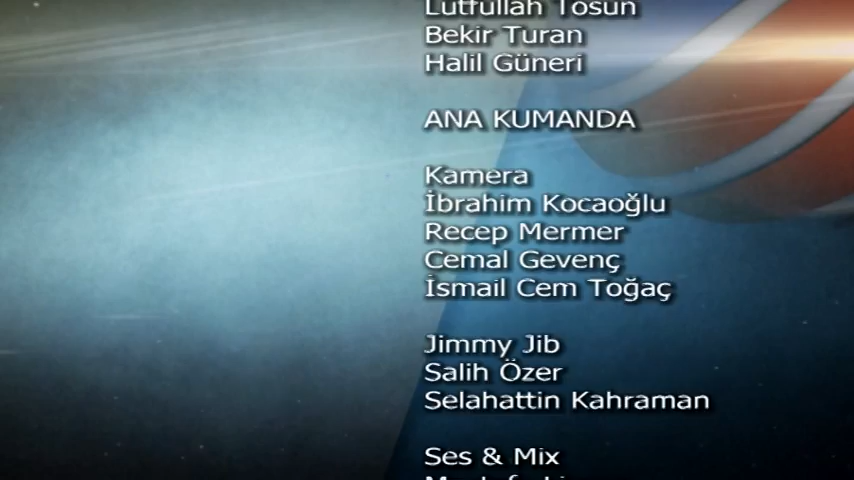 Lütfullah Tosun
Bekir Turan
Halil Güneri
ANA KUMANDA
Kamera
İbrahim Kocaoğlu
Recep Mermer
Cemal Gevenç
İsmail Cem Toğaç
Jimmy Jib
Salih Özer
Selahattin Kahraman
Ses & Mix